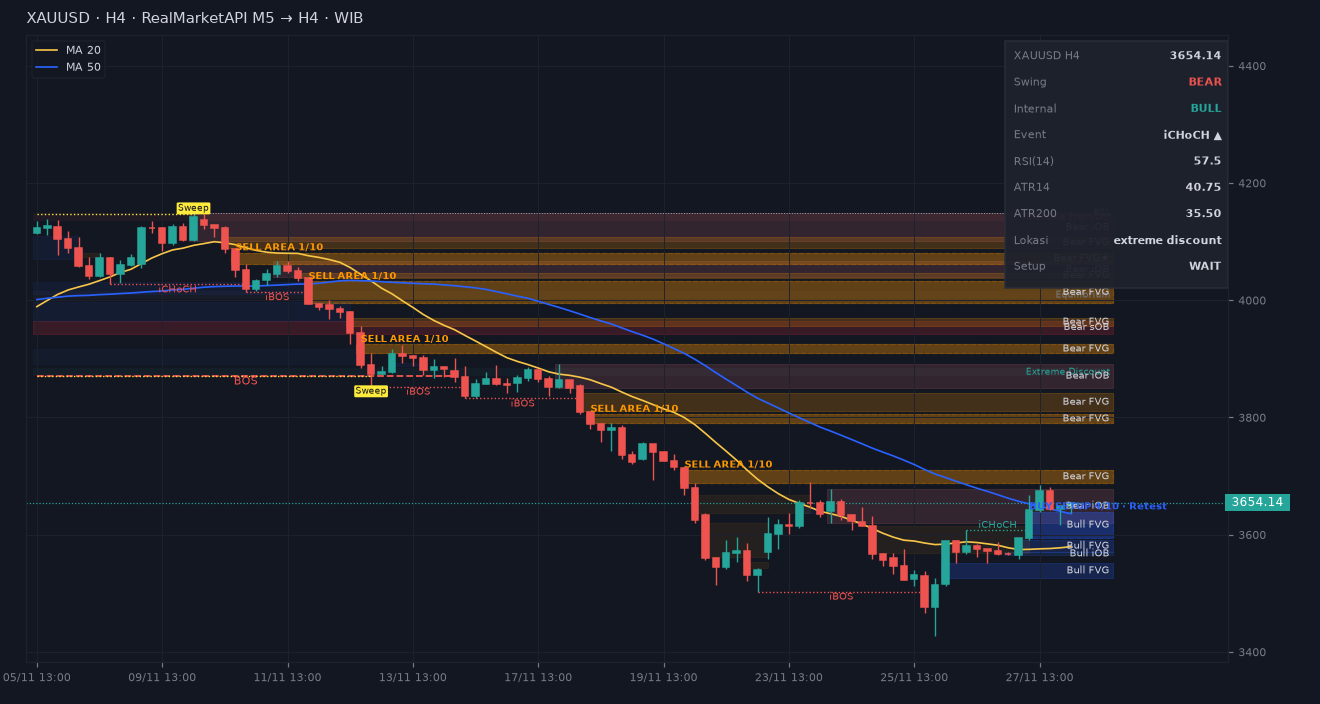 XAUUSD · H4 · RealMarketAPI M5 → H4 · WIB
MA 20
MA 50
XAUUSD H4 3654.14
Swing BEAR
Internal BULL
Event iCHoCH ▲
RSI(14) 57.5
ATR14 40.75
ATR200 35.50
Lokasi extreme discount
Setup WAIT
4400
4200
4000
3800
3600
3400
3654.14
Sweep
SELL AREA 1/10
SELL AREA 1/10
iCHoCH
iBOS
Bear FVG
Bear FVG
Bear sOB
SELL AREA 1/10
Bear FVG
Extreme Discount
Bear iOB
BOS
Sweep
iBOS
iBOS
Bear FVG
SELL AREA 1/10
Bear FVG
SELL AREA 1/10
Bear FVG
Bear iOB
· Retest
iCHoCH
Bull FVG
Bull FVG
Bull iOB
Bull FVG
iBOS
05/11 13:00
09/11 13:00
11/11 13:00
13/11 13:00
17/11 13:00
19/11 13:00
23/11 13:00
25/11 13:00
27/11 13:00